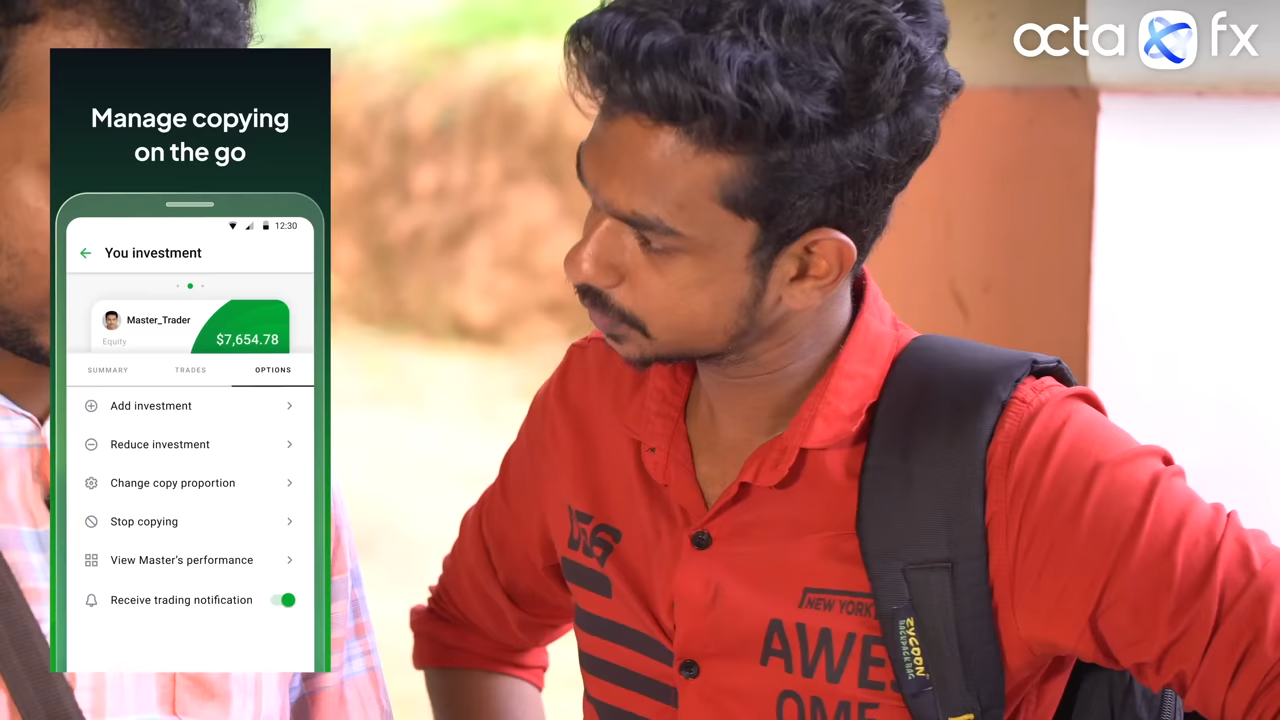 octa fx
Manage copying
on the go
12:30
You investment
Master_Trader
Equity
$7,654.78
SUMMARY TRADES OPTIONS
Add investment
Reduce investment
Change copy proportion
Stop copying
View Master's performance
Receive trading notification
NEW YORK
AWES
OME
ZYCOON
BACKPACK BAG